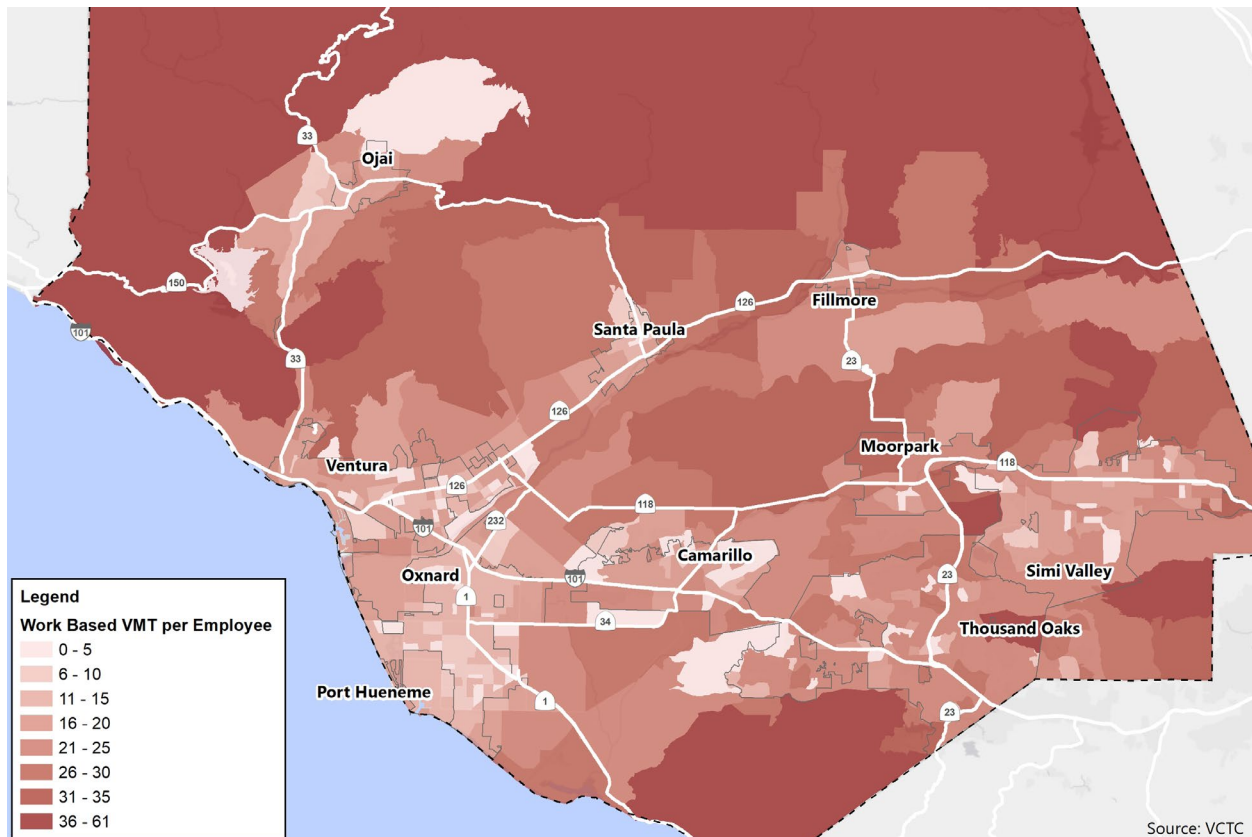 33
Ojai
150
126
Fillmore
Santa Paula
101
33
23
126
Moorpark
Ventura
118
126
118
232
101
Camarillo
Oxnard
101
23
Simi Valley
1
34
Thousand Oaks
Port Hueneme
1
23
Legend
Work Based VMT per Employee
0 - 5
6 - 10
11 - 15
16 - 20
21 - 25
26 - 30
31 - 35
36 - 61
Source: VCTC